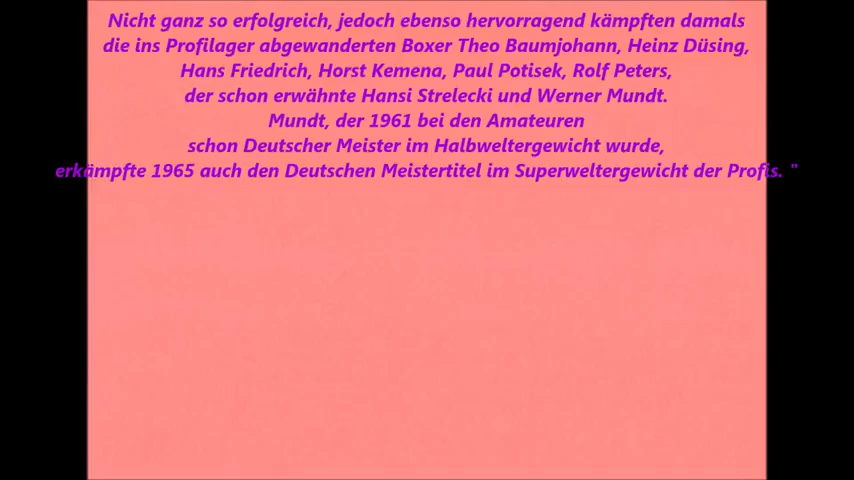 Nicht ganz so erfolgreich, jedoch ebenso hervorragend kämpften damals
die ins Profilager abgewanderten Boxer Theo Baumjohann, Heinz Düsing,
Hans Friedrich, Horst Kemena, Paul Potisek, Rolf Peters,
der schon erwähnte Hansi Strelecki und Werner Mundt.
Mundt, der 1961 bei den Amateuren
schon Deutscher Meister im Halbweltergewicht wurde,
erkämpfte 1965 auch den Deutschen Meistertitel im Superweltergewicht der Profis. "